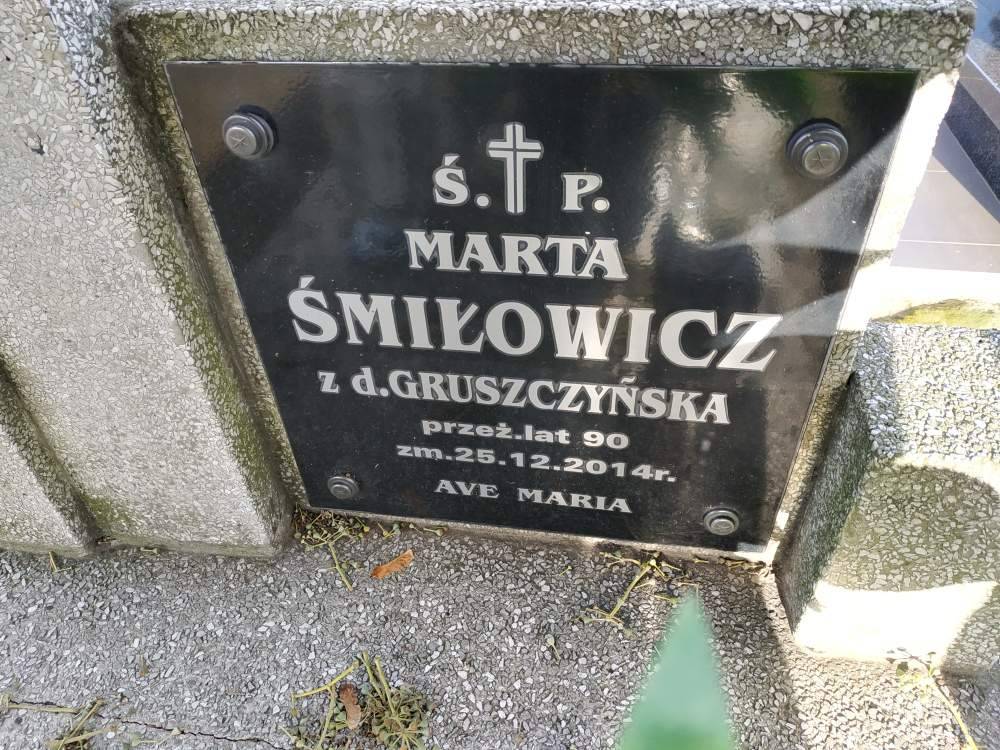 Ś. P.
MARTA
ŚMIŁOWICZ
z d.GRUSZCZYŃSKA
przeż.lat 90
zm.25.12.2014r.
AVE MARIA